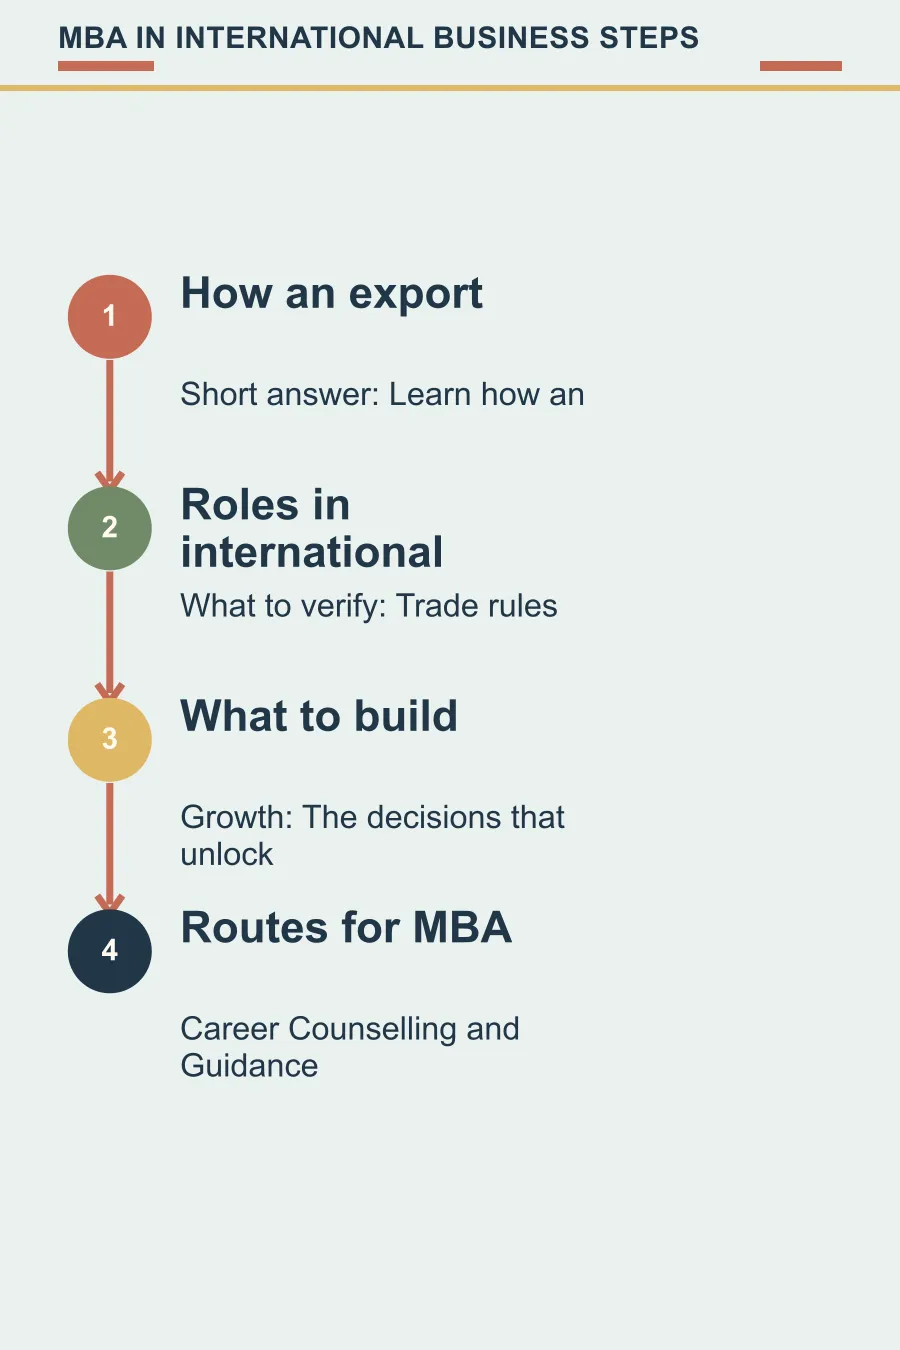 MBA IN INTERNATIONAL BUSINESS STEPS
1
How an export
Short answer: Learn how an
2
Roles in
international
What to verify: Trade rules
3
What to build
Growth: The decisions that
unlock
4
Routes for MBA
Career Counselling and
Guidance